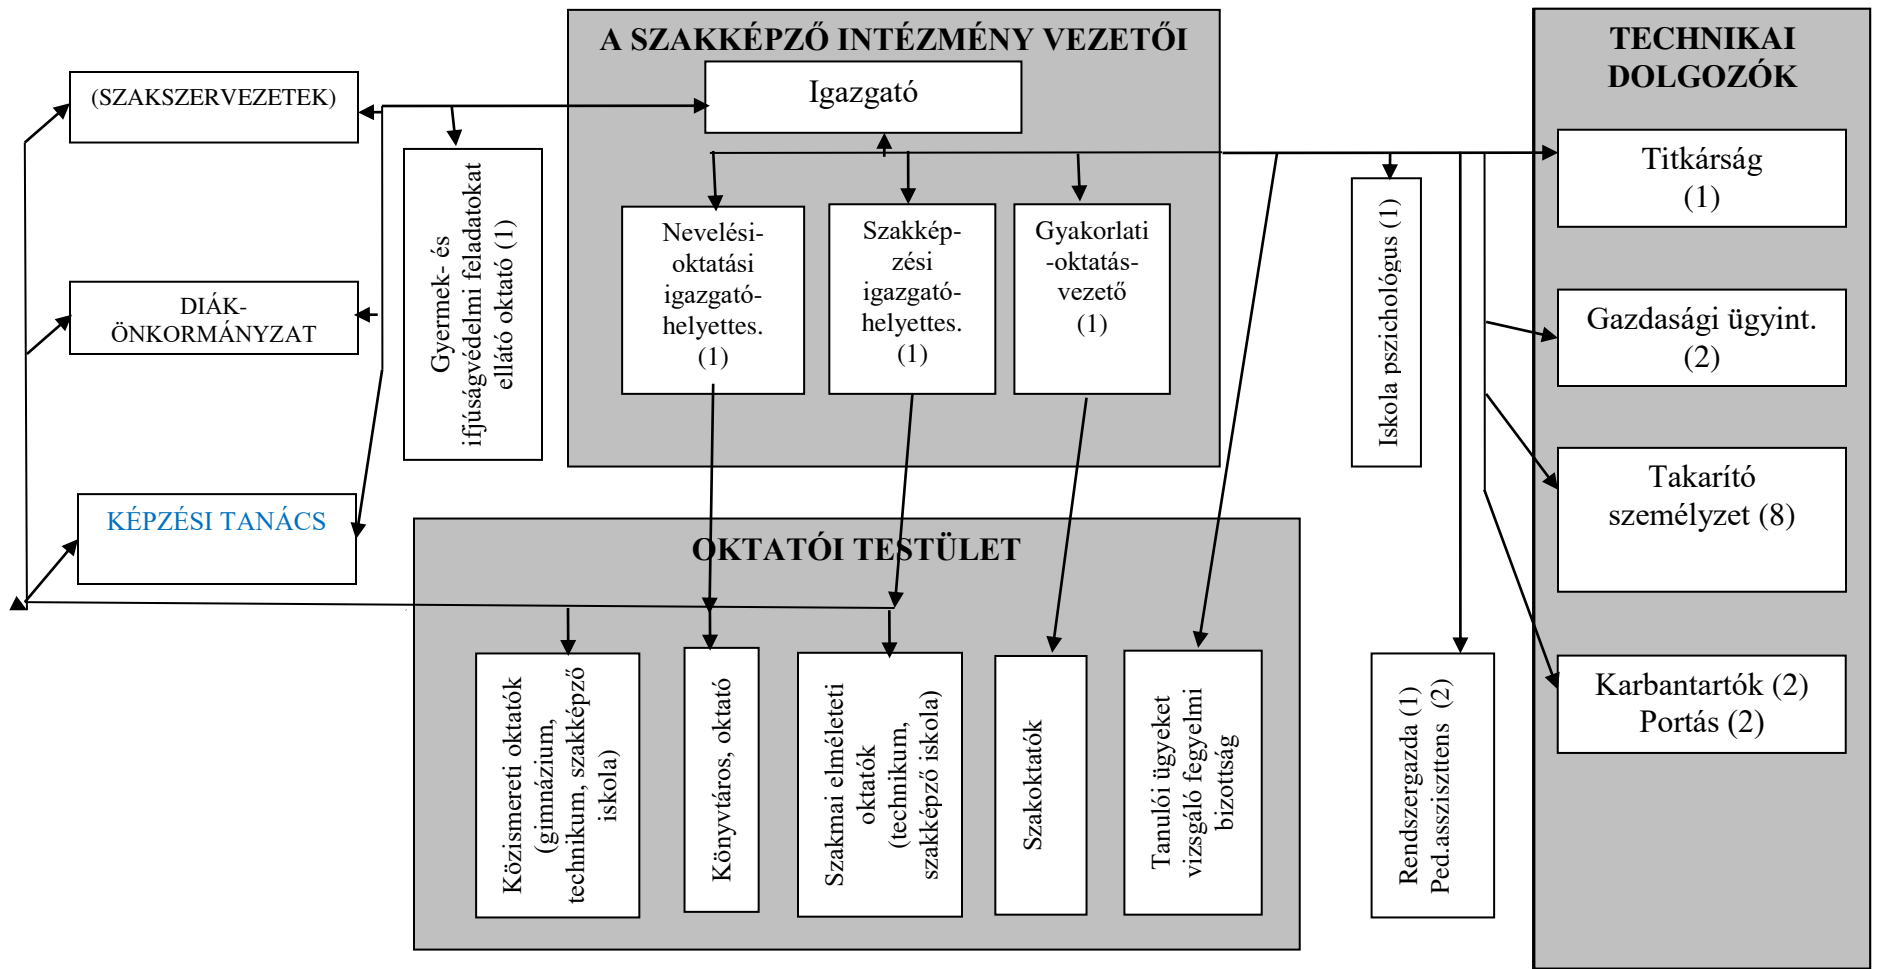 A SZAKKÉPZŐ INTÉZMÉNY VEZETŐI
Igazgató
(SZAKSZERVEZETEK)
DIÁK-
ÖNKORMÁNYZAT
KÉPZÉSI TANÁCS
Gyermek- és
ifjúságvédelmi feladatokat
ellátó oktató (1)
Nevelési-
oktatási
igazgató-
helyettes.
(1)
Szakkép-
zési
igazgató-
helyettes.
(1)
Gyakorlati
-oktatás-
vezető
(1)
Iskola pszichológus (1)
TECHNIKAI
DOLGOZÓK
Titkárság
(1)
Gazdasági ügyint.
(2)
Takarító
személyzet (8)
Karbantartók (2)
Portás (2)
OKTATÓI TESTÜLET
Közismereti oktatók
(gimnázium,
technikum, szakképző
iskola)
Könyvtáros, oktató
Szakmai elméleteti
oktatók
(technikum,
szakképző iskola)
Szakoktatók
Tanulói ügyeket
vizsgáló fegyelmi
bizottság
Rendszergazda (1)
Ped.asszisztens (2)